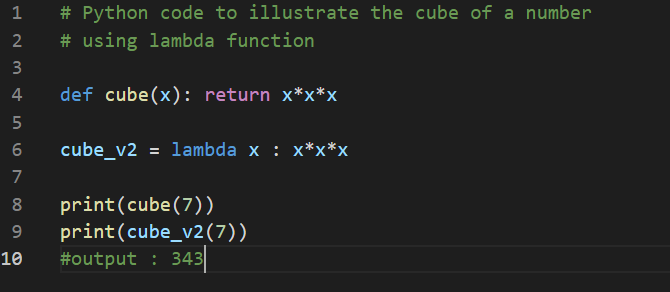 1 # Python code to illustrate the cube of a number
2 # using lambda function
3
4 def cube(x): return x*x*x
5
6 cube_v2 = lambda x : x*x*x
7
8 print(cube(7))
9 print(cube_v2(7))
10 #output : 343